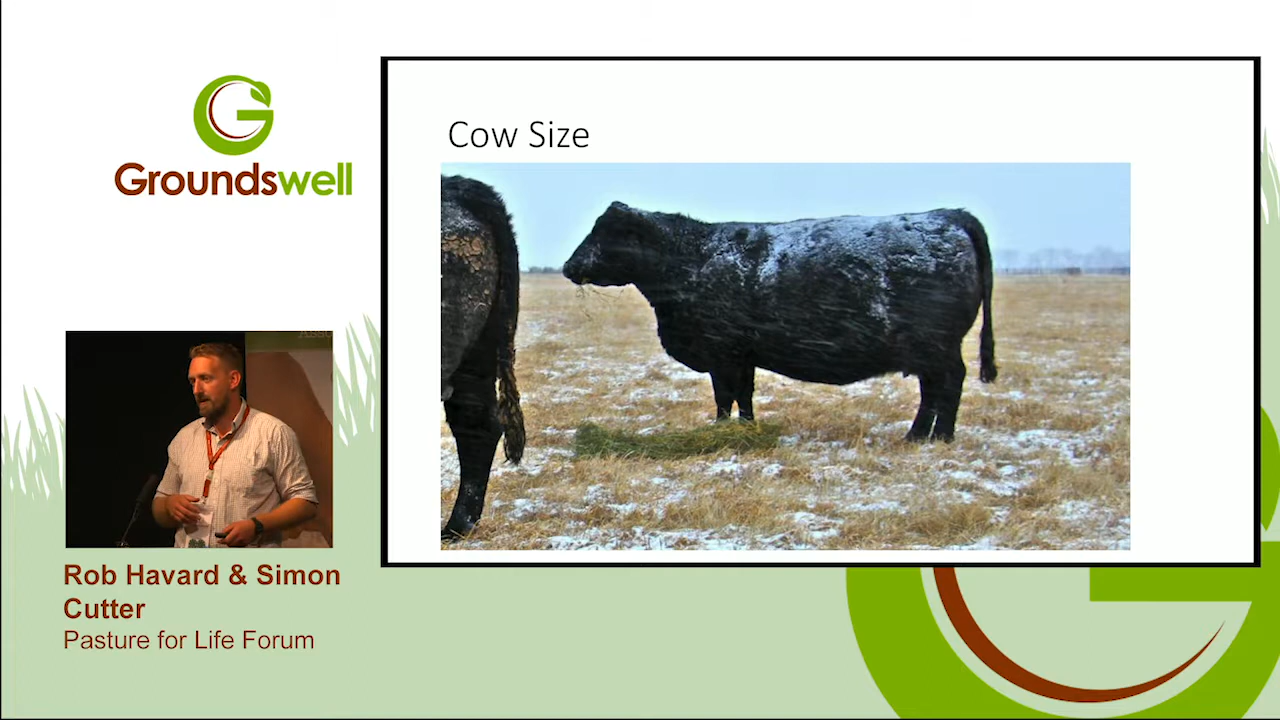 Groundswell
Cow Size
Rob Havard & Simon
Cutter
Pasture for Life Forum